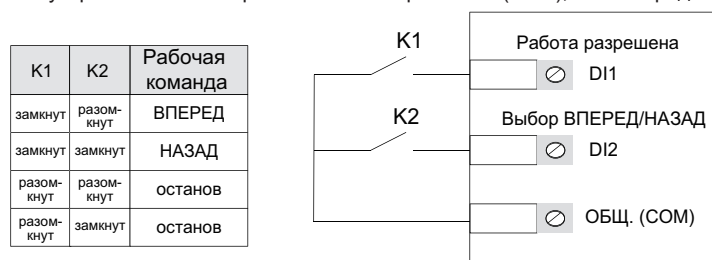 K1 K2 Рабочая команда
замкнут разом-кнут ВПЕРЕД
замкнут замкнут НАЗАД
разом-кнут разом-кнут останов
разом-кнут замкнут останов
K1
Работа разрешена
DI1
K2
Выбор ВПЕРЕД/НАЗАД
DI2
ОБЩ. (COM)